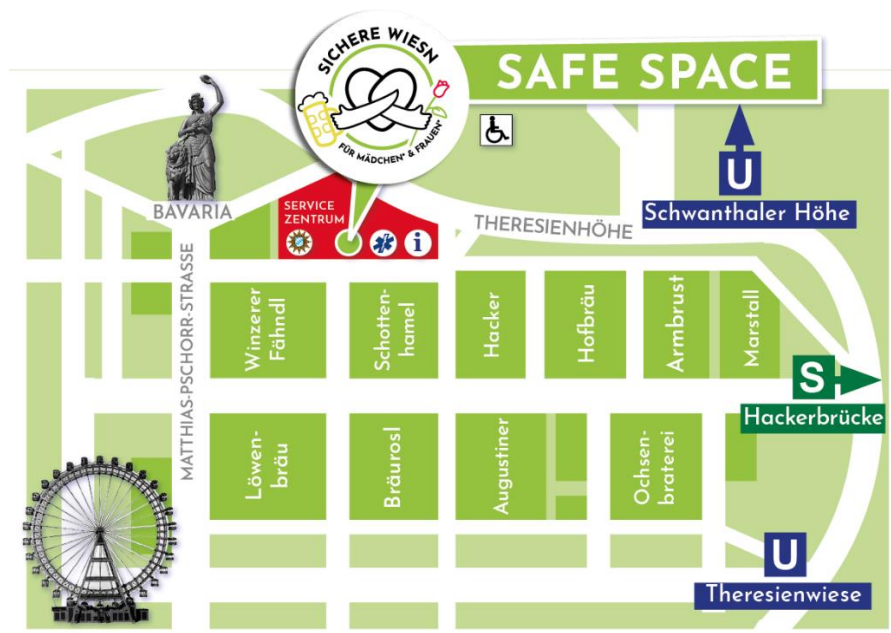 SICHERE WIESN
FÜR MÄDCHEN* & FRAUEN*
SAFE SPACE
U
Schwanthaler Höhe
BAVARIA
SERVICE
ZENTRUM
i
THERESIENHÖHE
MATTHIAS-PSCHORR-STRASSE
Winzerer
Fähndl
Schotten-
hamel
Hacker
Hofbräu
Armbrust
Marstall
S
Hackerbrücke
Löwen-
bräu
Bräurosl
Augustiner
Ochsen-
braterei
U
Theresienwiese